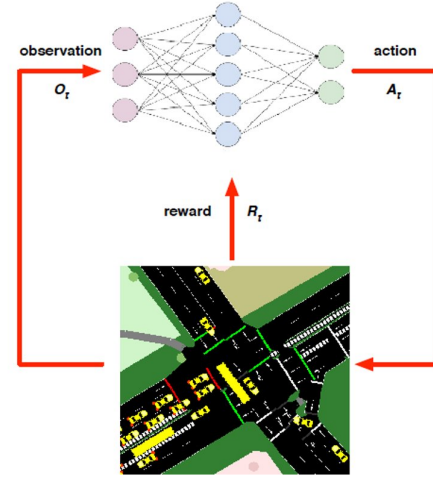 observation
O_t
action
A_t
reward
R_t